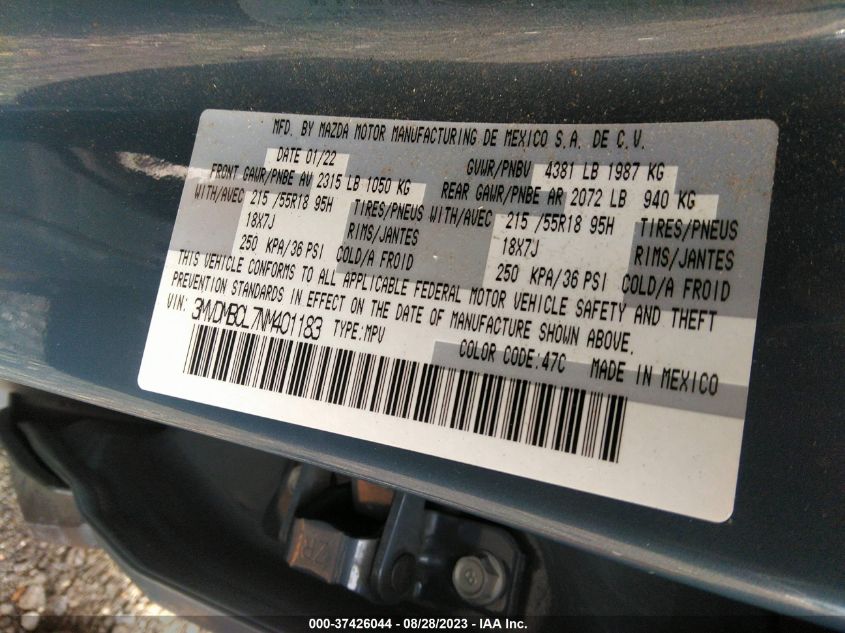 MFD. BY MAZDA MOTOR MANUFACTURING DE MEXICO S.A. DE C.V.
DATE 01/22 GVWR/PNBV 4381 LB 1987 KG
FRONT GAWR/PNBE AV 2315 LB 1050 KG REAR GAWR/PNBE AR 2072 LB 940 KG
WITH/AVEC 215 /55R18 95H TIRES/PNEUS WITH/AVEC 215 /55R18 95H TIRES/PNEUS
18X7J RIMS/JANTES 18X7J RIMS/JANTES
250 KPA/36 PSI COLD/A FROID 250 KPA/36 PSI COLD/A FROID
THIS VEHICLE CONFORMS TO ALL APPLICABLE FEDERAL MOTOR VEHICLE SAFETY AND THEFT
PREVENTION STANDARDS IN EFFECT ON THE DATE OF MANUFACTURE SHOWN ABOVE.
VIN: 3MVDMBCL7NM401183 TYPE:MPV
COLOR CODE:47C MADE IN MEXICO
000-37426044 / 08/28/2023 - IAA Inc.